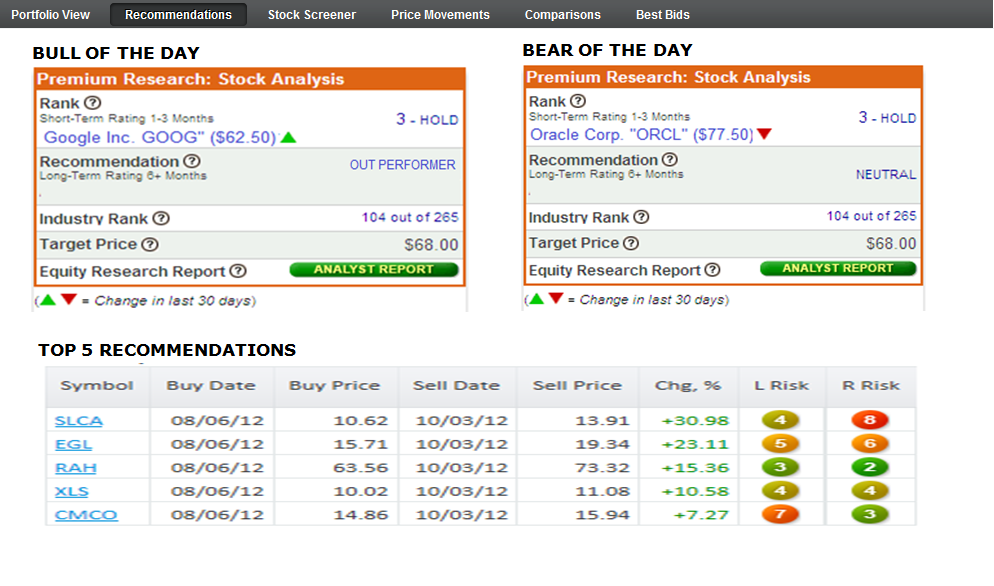 Portfolio View Recommendations Stock Screener Price Movements Comparisons Best Bids
BULL OF THE DAY
Premium Research: Stock Analysis
Rank ?
Short-Term Rating 1-3 Months
3 - HOLD
Google Inc. GOOG" ($62.50)
Recommendation ?
Long-Term Rating 6+ Months
OUT PERFORMER
Industry Rank ? 104 out of 265
Target Price ? $68.00
Equity Research Report ? ANALYST REPORT
( = Change in last 30 days)
BEAR OF THE DAY
Premium Research: Stock Analysis
Rank ?
Short-Term Rating 1-3 Months
3 - HOLD
Oracle Corp. "ORCL" ($77.50)
Recommendation ?
Long-Term Rating 6+ Months
NEUTRAL
Industry Rank ? 104 out of 265
Target Price ? $68.00
Equity Research Report ? ANALYST REPORT
( = Change in last 30 days)
TOP 5 RECOMMENDATIONS
Symbol Buy Date Buy Price Sell Date Sell Price Chg, % L Risk R Risk
SLCA 08/06/12 10.62 10/03/12 13.91 +30.98 4 8
EGL 08/06/12 15.71 10/03/12 19.34 +23.11 5 6
RAH 08/06/12 63.56 10/03/12 73.32 +15.36 3 2
XLS 08/06/12 10.02 10/03/12 11.08 +10.58 4 4
CMCO 08/06/12 14.86 10/03/12 15.94 +7.27 7 3